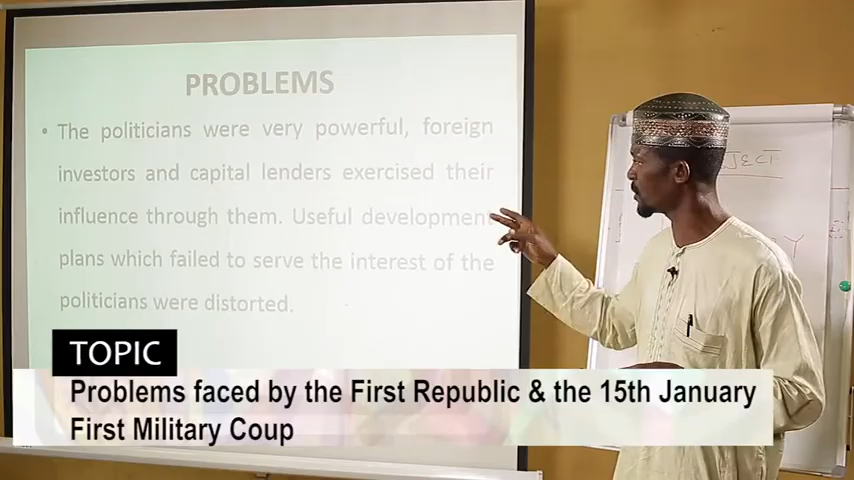 PROBLEMS
• The politicians were very powerful, foreign
investors and capital lenders exercised their
influence through them. Useful development
plans which failed to serve the interest of the
politicians were distorted.
JECT
TOPIC
Problems faced by the First Republic & the 15th January
First Military Coup